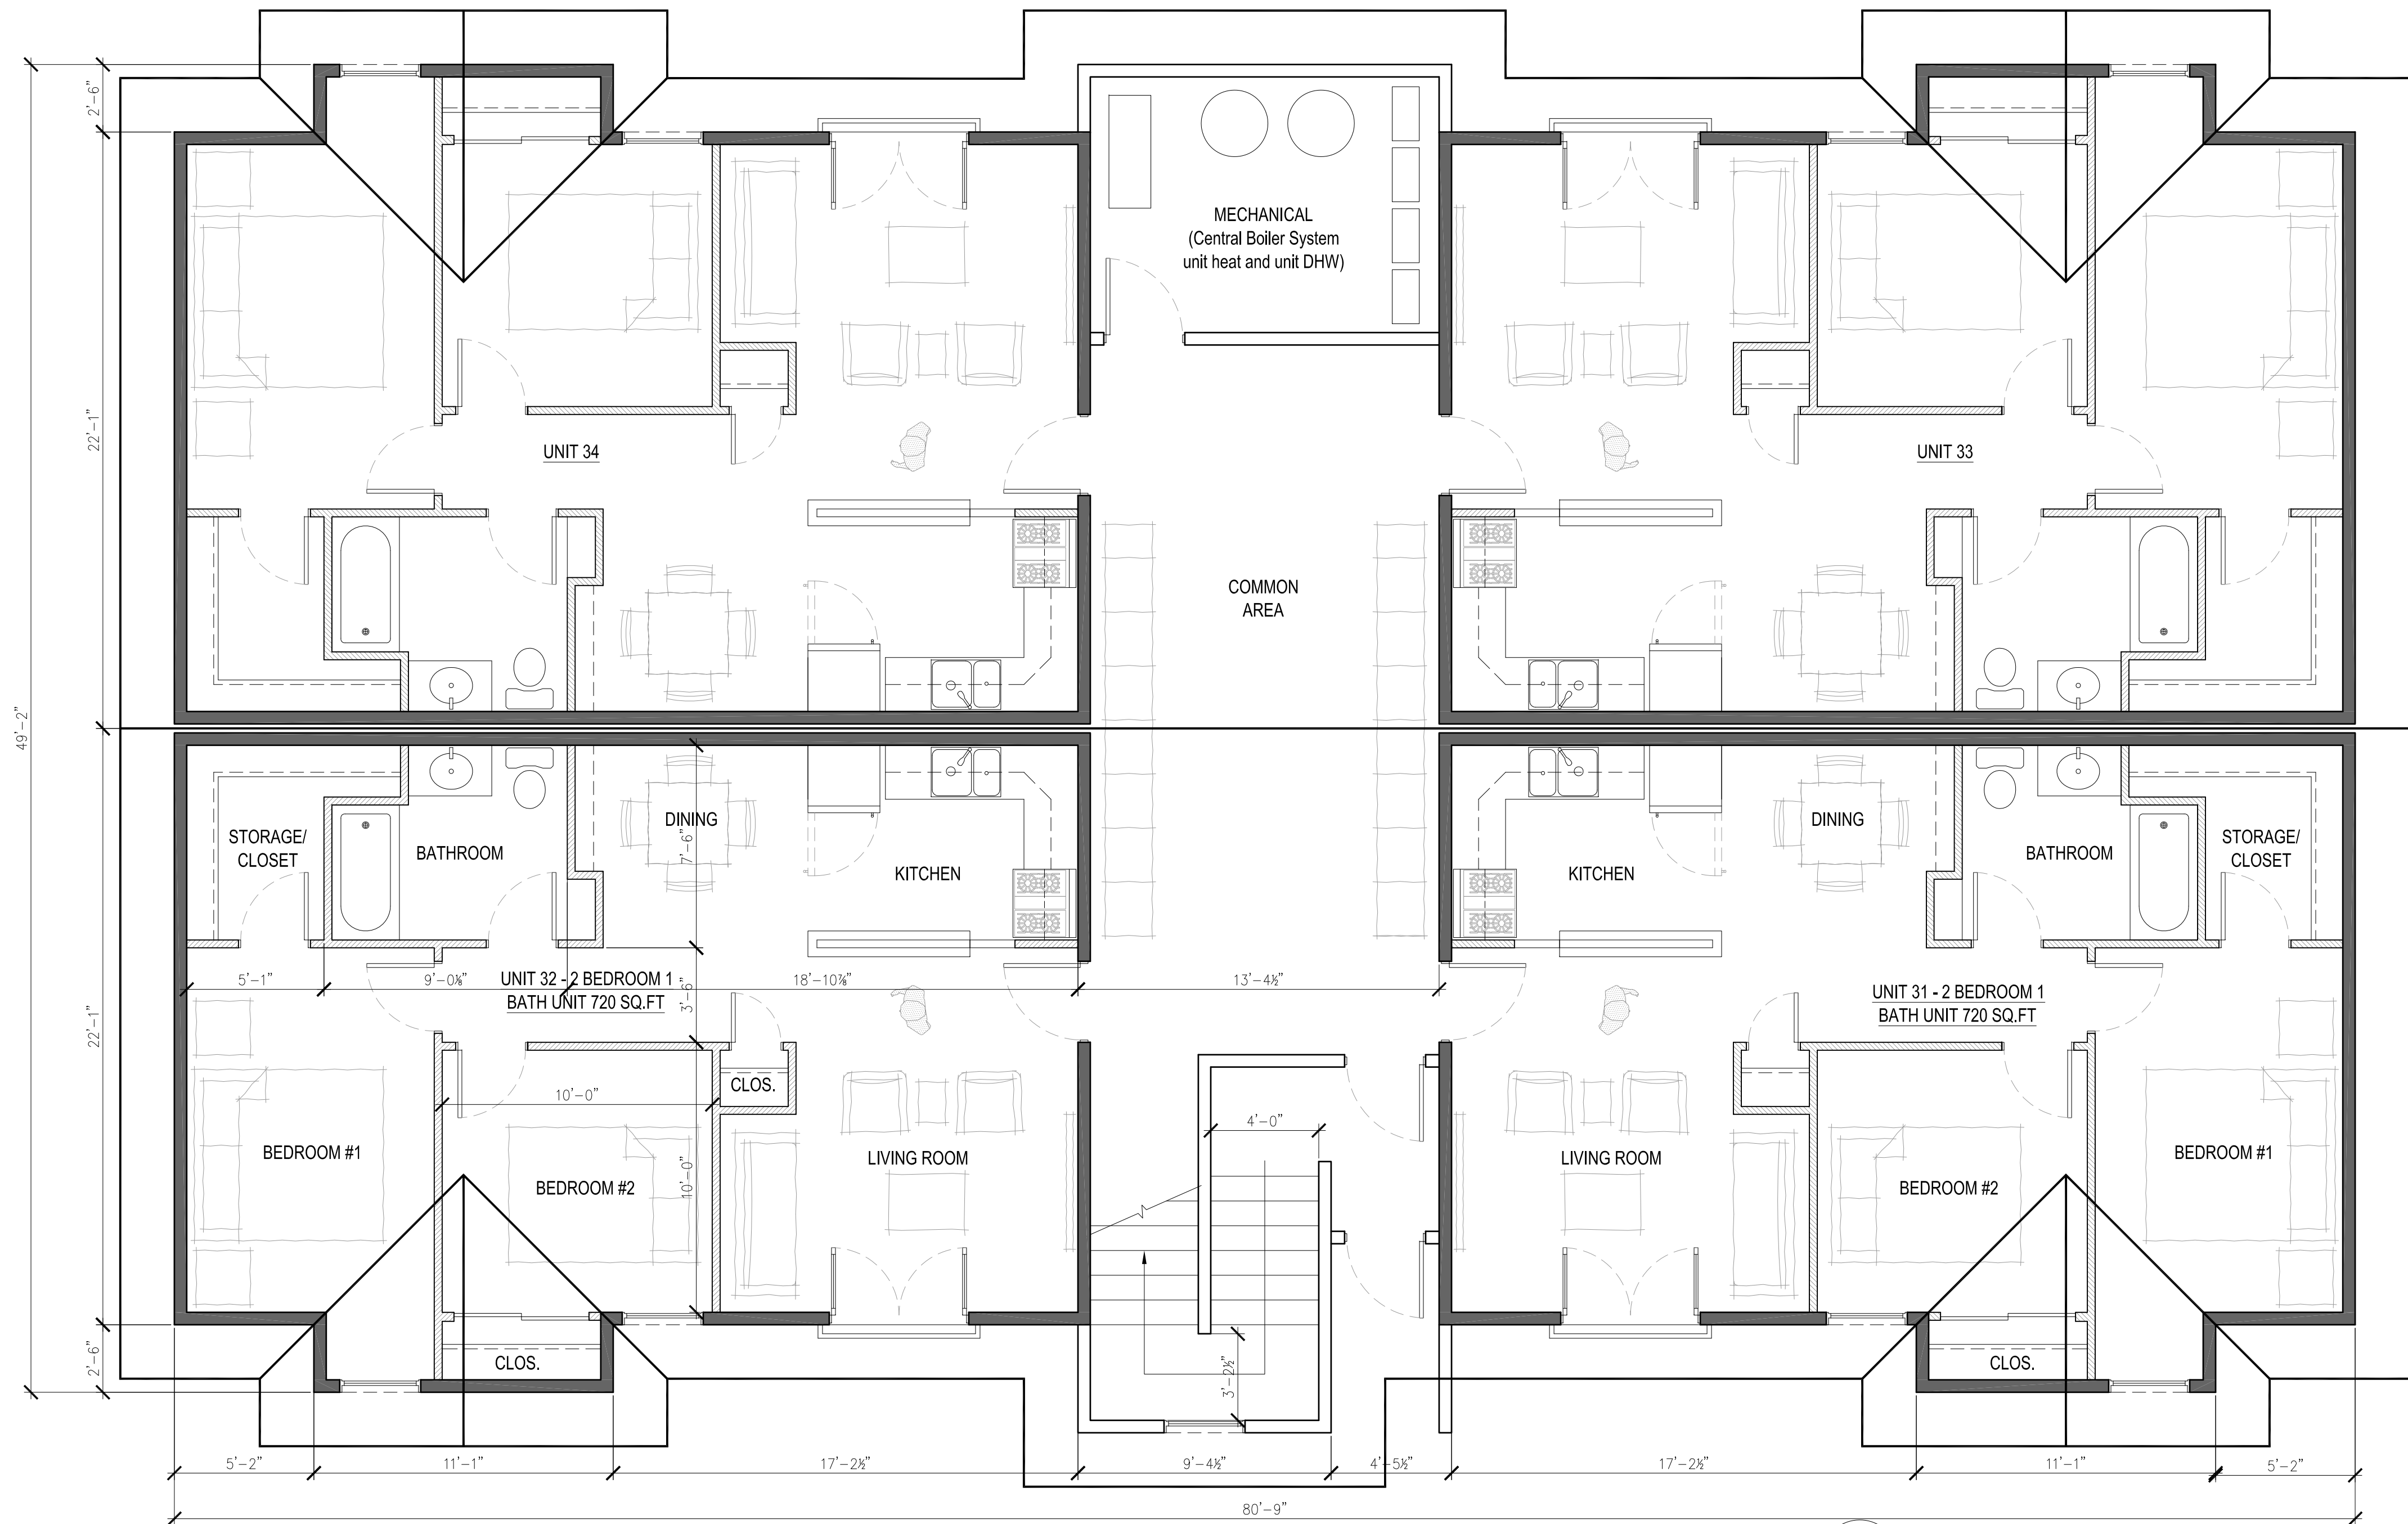 2'-6"
MECHANICAL
(Central Boiler System
unit heat and unit DHW)
22'-1"
UNIT 34
UNIT 33
COMMON
AREA
49'-2"
DINING
DINING
7'-6"
STORAGE/
CLOSET
BATHROOM
KITCHEN
KITCHEN
BATHROOM
STORAGE/
CLOSET
5'-1"
9'-0⅛"
UNIT 32 - 2 BEDROOM 1
BATH UNIT 720 SQ.FT
3'-6"
18'-10⅞"
13'-4½"
UNIT 31 - 2 BEDROOM 1
BATH UNIT 720 SQ.FT
22'-1"
CLOS.
10'-0"
4'-0"
BEDROOM #1
LIVING ROOM
LIVING ROOM
BEDROOM #1
BEDROOM #2
10'-0"
BEDROOM #2
2'-6"
CLOS.
3'-2½"
CLOS.
5'-2"
11'-1"
17'-2½"
9'-4½"
4'-5½"
17'-2½"
11'-1"
5'-2"
80'-9"